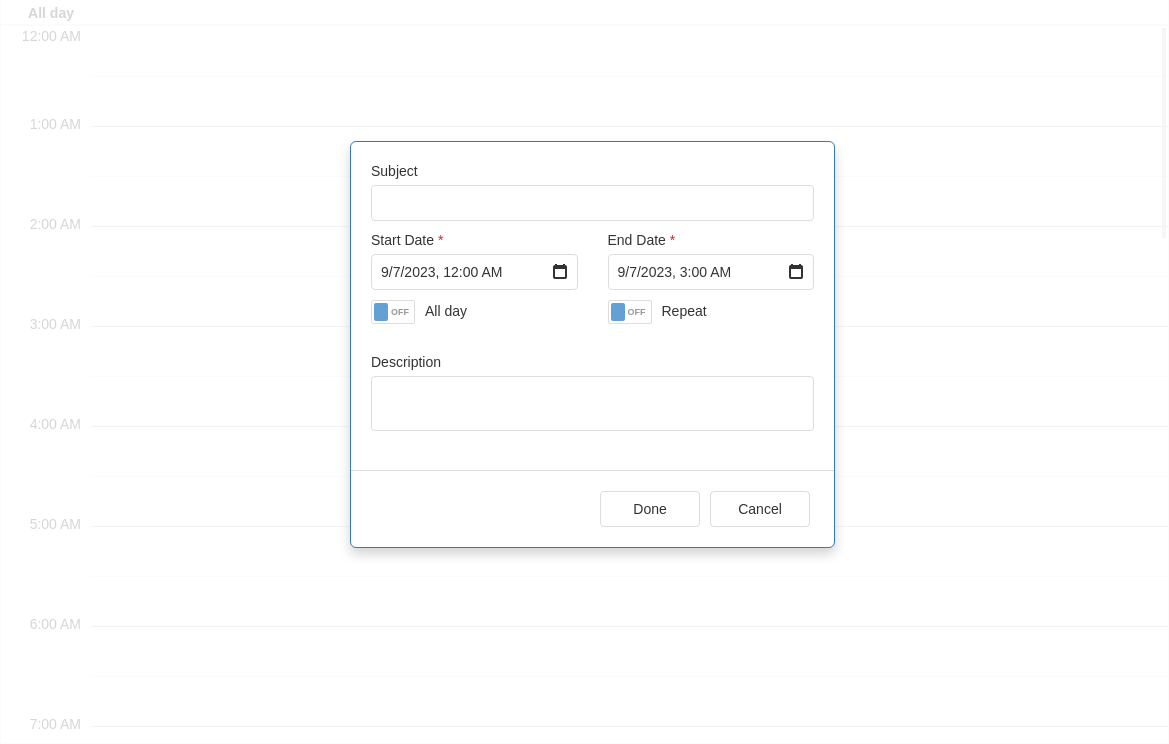 All day
12:00 AM
1:00 AM
2:00 AM
3:00 AM
4:00 AM
5:00 AM
6:00 AM
7:00 AM
Subject
Start Date * End Date *
9/7/2023, 12:00 AM 9/7/2023, 3:00 AM
OFF All day OFF Repeat
Description
Done Cancel